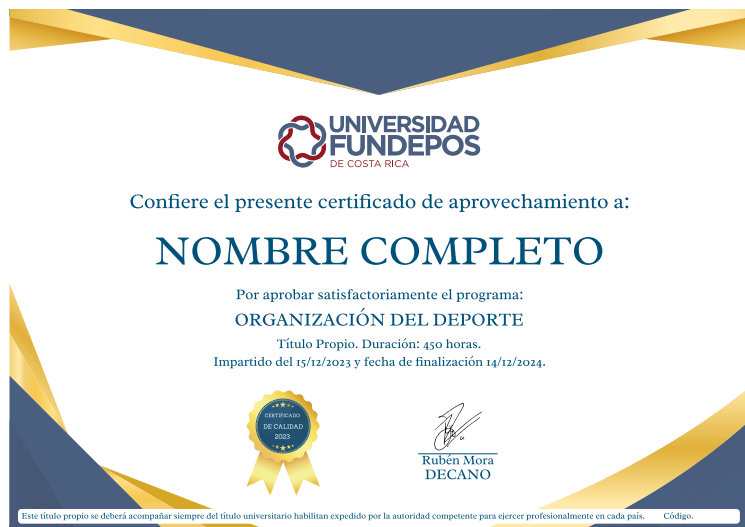 UNIVERSIDAD
FUNDEPOS
DE COSTA RICA
Confiere el presente certificado de aprovechamiento a:
NOMBRE COMPLETO
Por aprobar satisfactoriamente el programa:
ORGANIZACIÓN DEL DEPORTE
Título Propio. Duración: 450 horas.
Impartido del 15/12/2023 y fecha de finalización 14/12/2024.
CERTIFICADO
DE CALIDAD
2023
Rubén Mora
DECANO
Este título propio se deberá acompañar siempre del título universitario habilitan expedido por la autoridad competente para ejercer profesionalmente en cada país. Código.